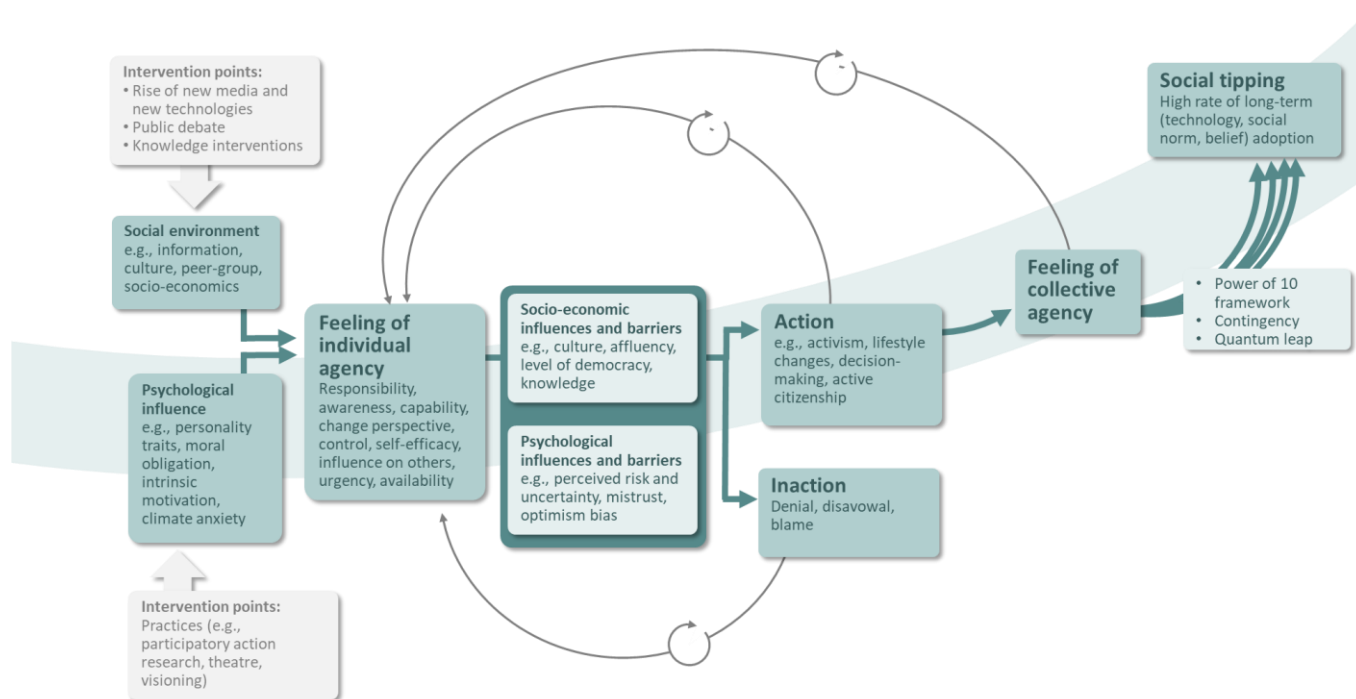 Intervention points:
• Rise of new media and
new technologies
• Public debate
• Knowledge interventions
Social environment
e.g., information,
culture, peer-group,
socio-economics
Psychological
influence
e.g., personality
traits, moral
obligation,
intrinsic
motivation,
climate anxiety
Intervention points:
Practices (e.g.,
participatory action
research, theatre,
visioning)
Feeling of
individual
agency
Responsibility,
awareness, capability,
change perspective,
control, self-efficacy,
influence on others,
urgency, availability
Socio-economic
influences and barriers
e.g., culture, affluency,
level of democracy,
knowledge
Psychological
influences and barriers
e.g., perceived risk and
uncertainty, mistrust,
optimism bias
Action
e.g., activism, lifestyle
changes, decision-
making, active
citizenship
Inaction
Denial, disavowal,
blame
Feeling of
collective
agency
• Power of 10
framework
• Contingency
• Quantum leap
Social tipping
High rate of long-term
(technology, social
norm, belief) adoption